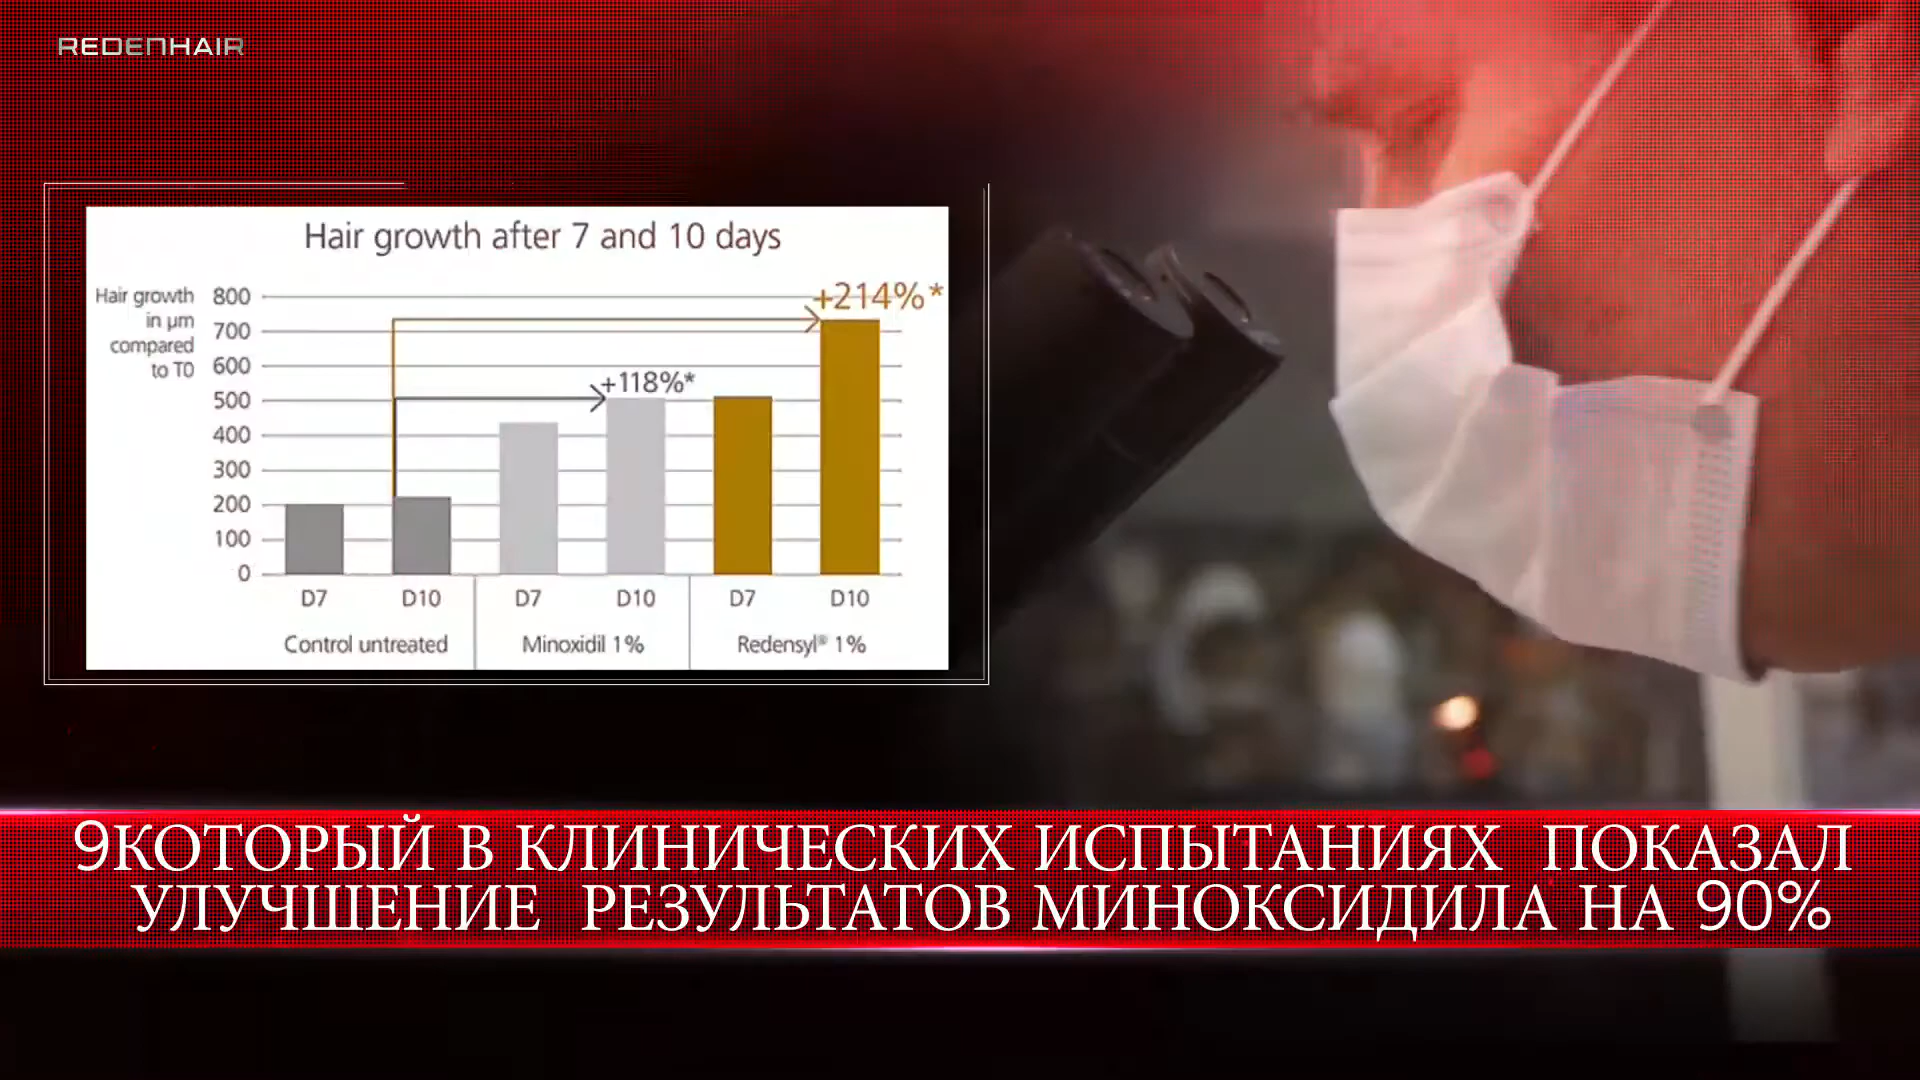 REDENHAIR
Hair growth after 7 and 10 days
Hair growth
in µm
compared
to T0
800
700
600
500
400
300
200
100
0
+214%*
+118%*
D7 D10 D7 D10 D7 D10
Control untreated Minoxidil 1% Redensyl® 1%
9КОТОРЫЙ В КЛИНИЧЕСКИХ ИСПЫТАНИЯХ ПОКАЗАЛ
УЛУЧШЕНИЕ РЕЗУЛЬТАТОВ МИНОКСИДИЛА НА 90%